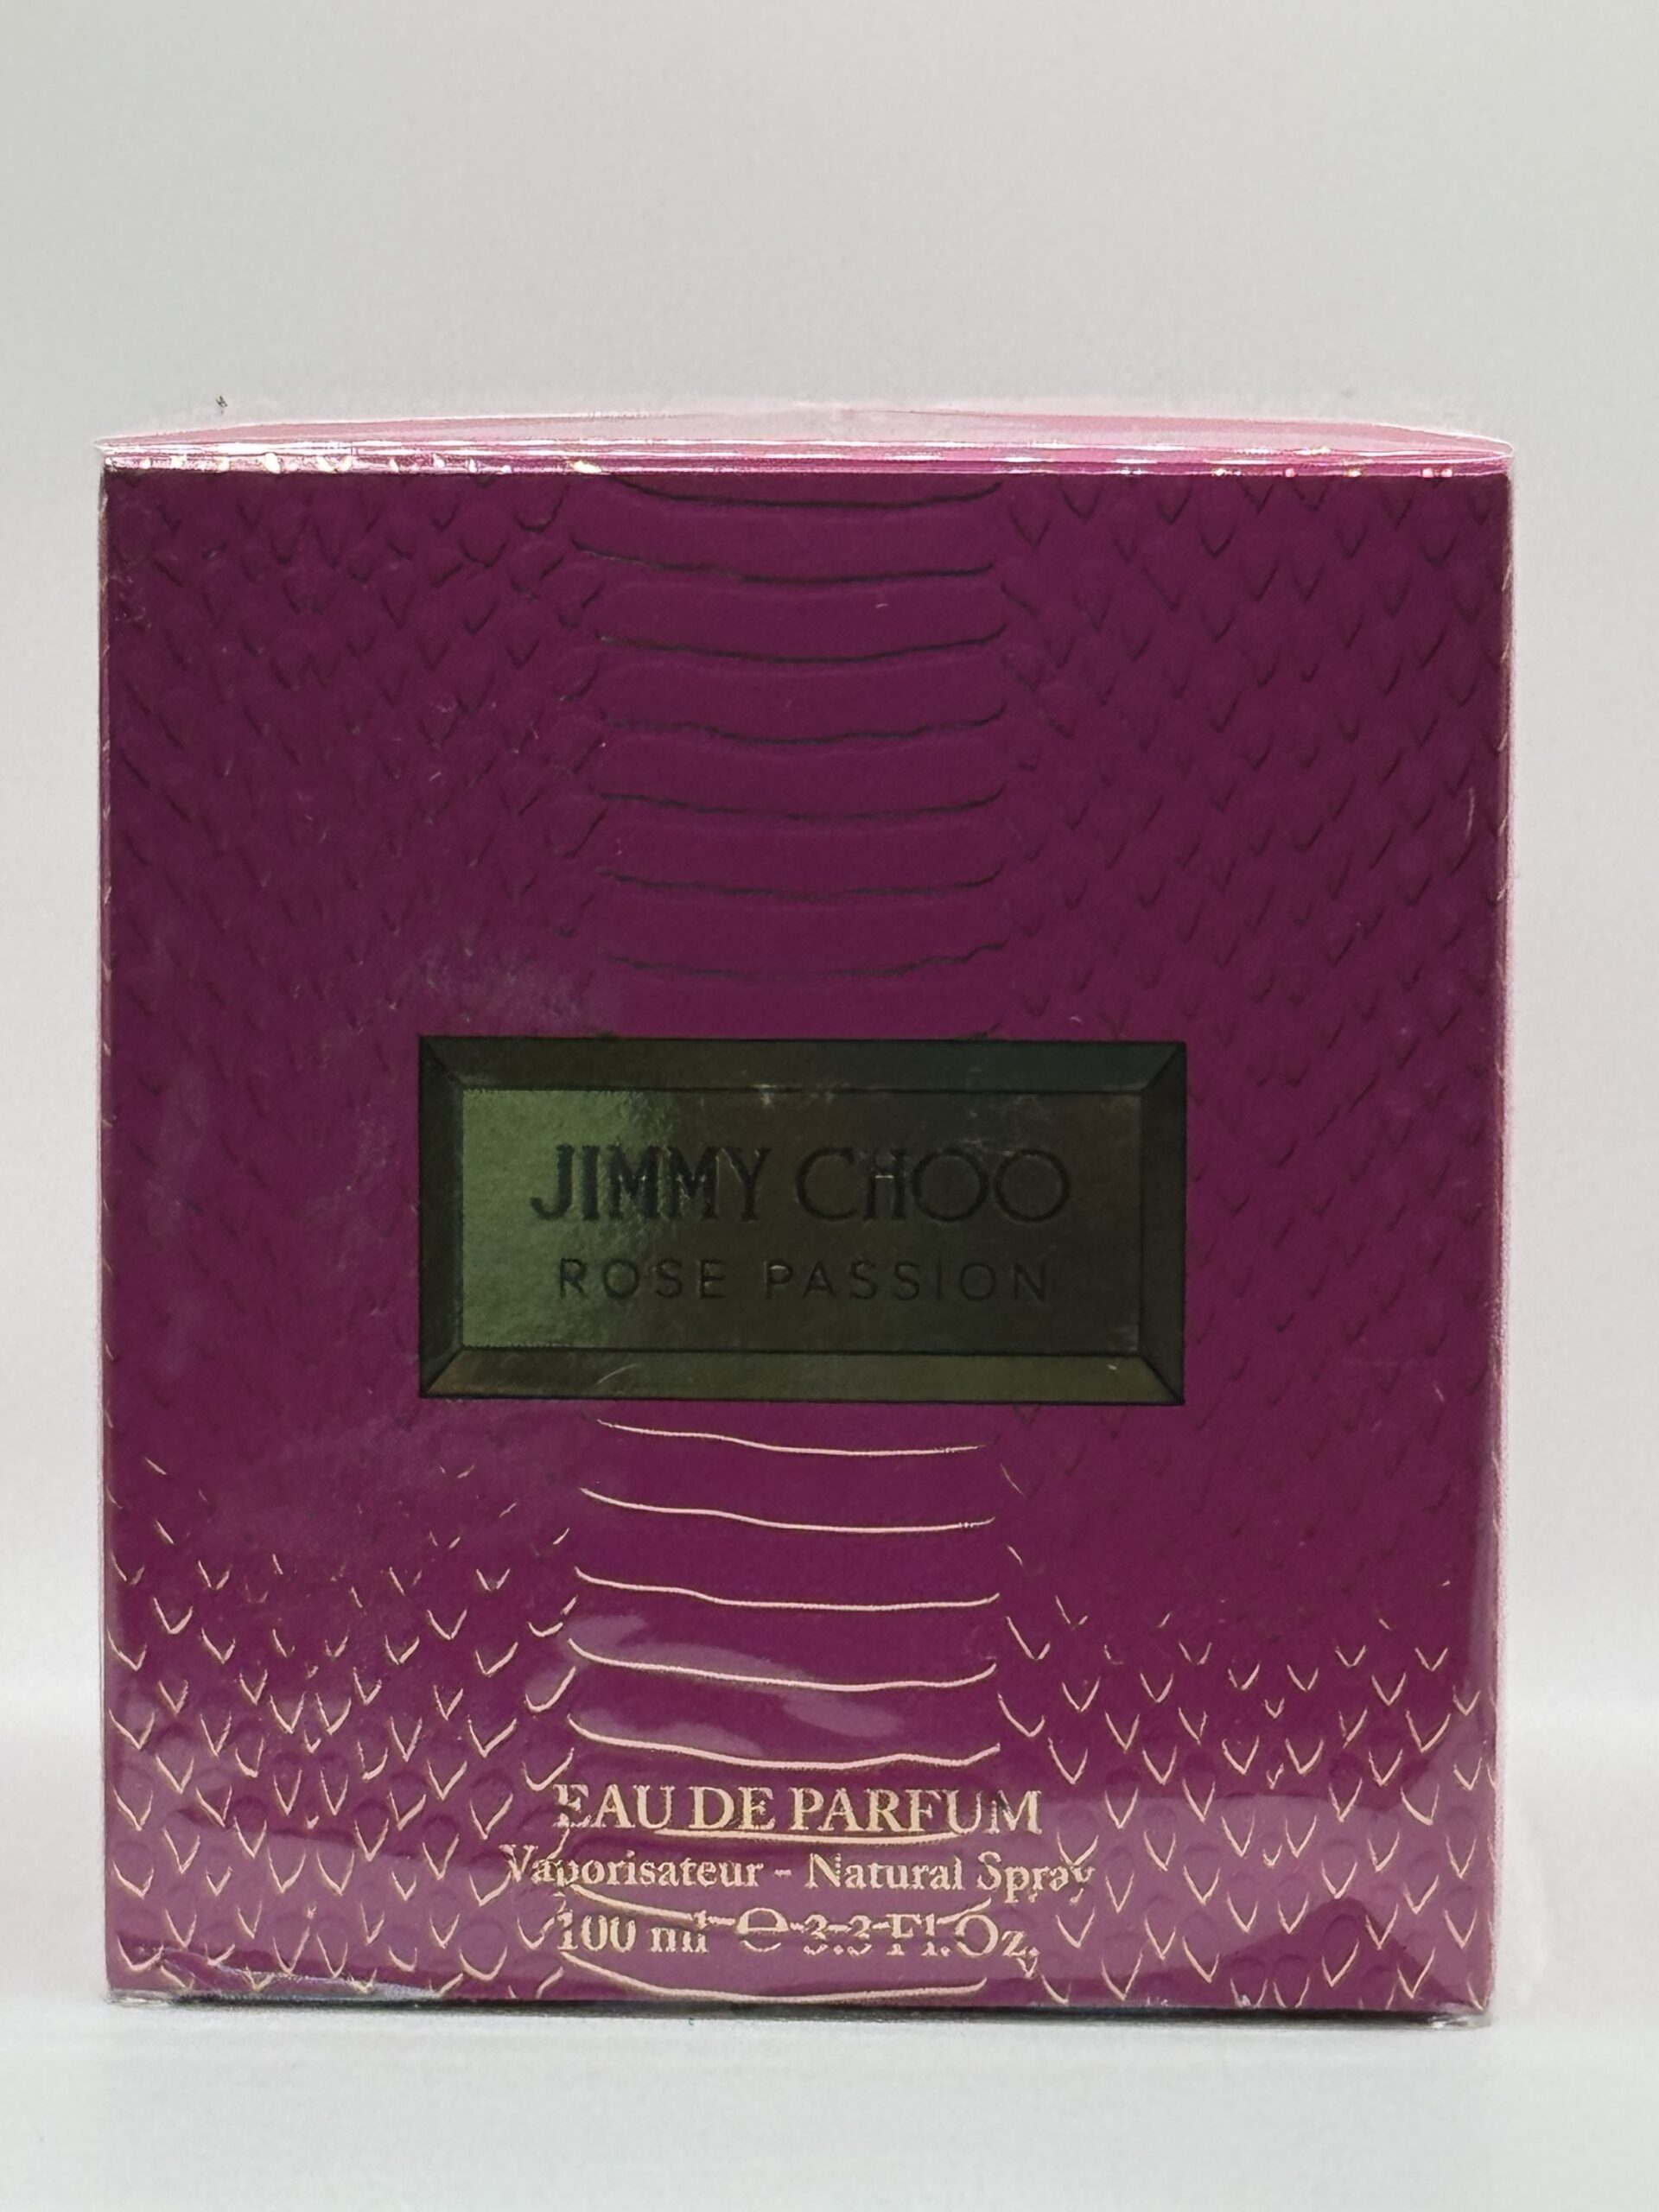 JIMMY CHOO
ROSE PASSION
EAU DE PARFUM
Vaporisateur - Natural Spray
100 ml ℮ 3.3 Fl.Oz.